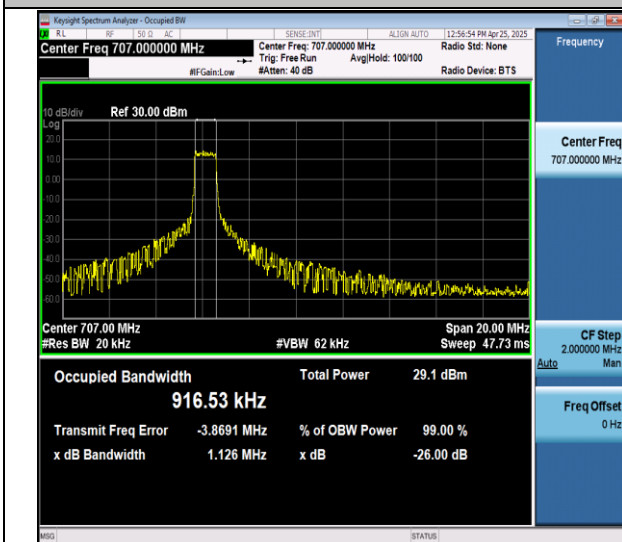 Keysight Spectrum Analyzer - Occupied BW
RL RF 50 Ω AC SENSE:INT ALIGN AUTO 12:56:54 PM Apr 25, 2025
Center Freq 707.000000 MHz
Center Freq: 707.000000 MHz Radio Std: None
Trig: Free Run Avg|Hold: 100/100
#IFGain:Low #Atten: 40 dB Radio Device: BTS
10 dB/div Ref 30.00 dBm
Log
20.0
10.0
0.00
-10.0
-20.0
-30.0
-40.0
-50.0
-60.0
Center 707.00 MHz Span 20.00 MHz
#Res BW 20 kHz #VBW 62 kHz Sweep 47.73 ms
Occupied Bandwidth Total Power 29.1 dBm
916.53 kHz
Transmit Freq Error -3.8691 MHz % of OBW Power 99.00 %
x dB Bandwidth 1.126 MHz x dB -26.00 dB
MSG STATUS
Frequency
Center Freq
707.000000 MHz
CF Step
2.000000 MHz
Auto Man
Freq Offset
0 Hz